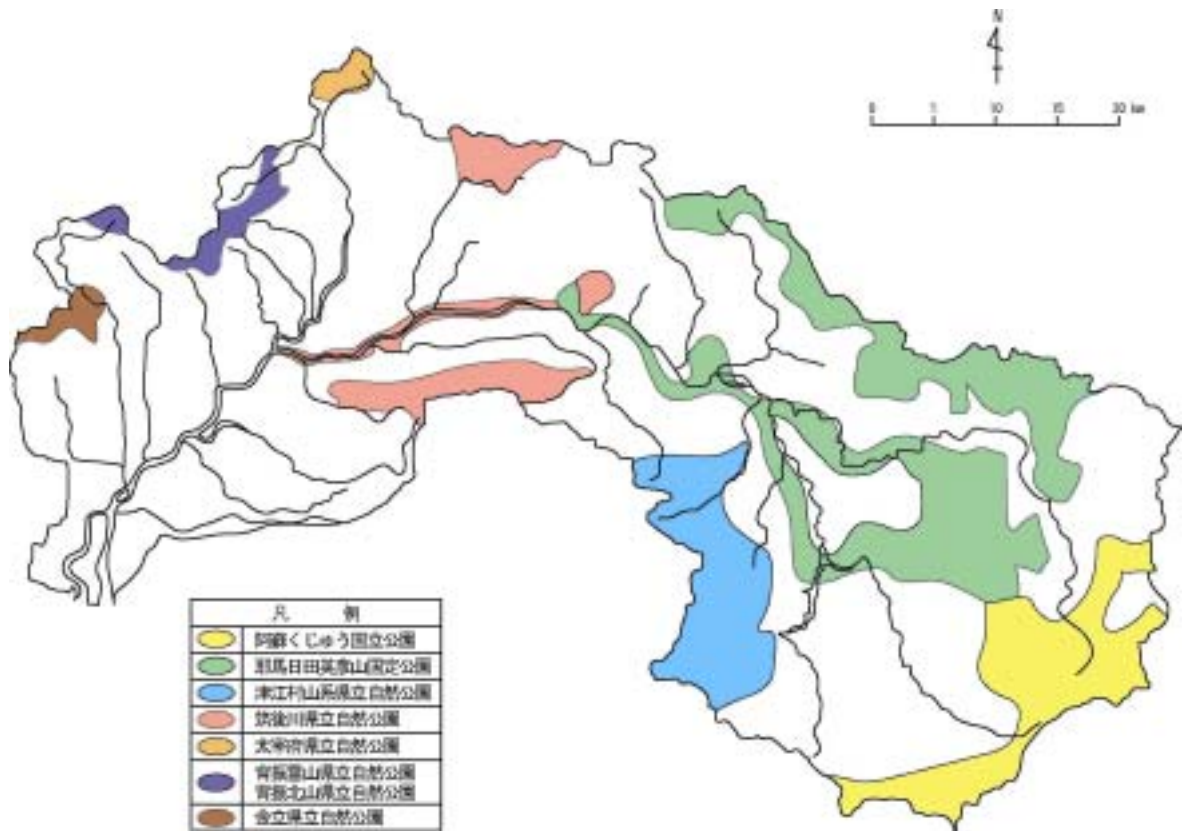 N
0 5 10 15 20 km
凡 例
阿蘇くじゅう国立公園
耶馬日田英彦山国定公園
津江山系県立自然公園
筑後川県立自然公園
太宰府県立自然公園
脊振雷山県立自然公園
脊振北山県立自然公園
金立県立自然公園